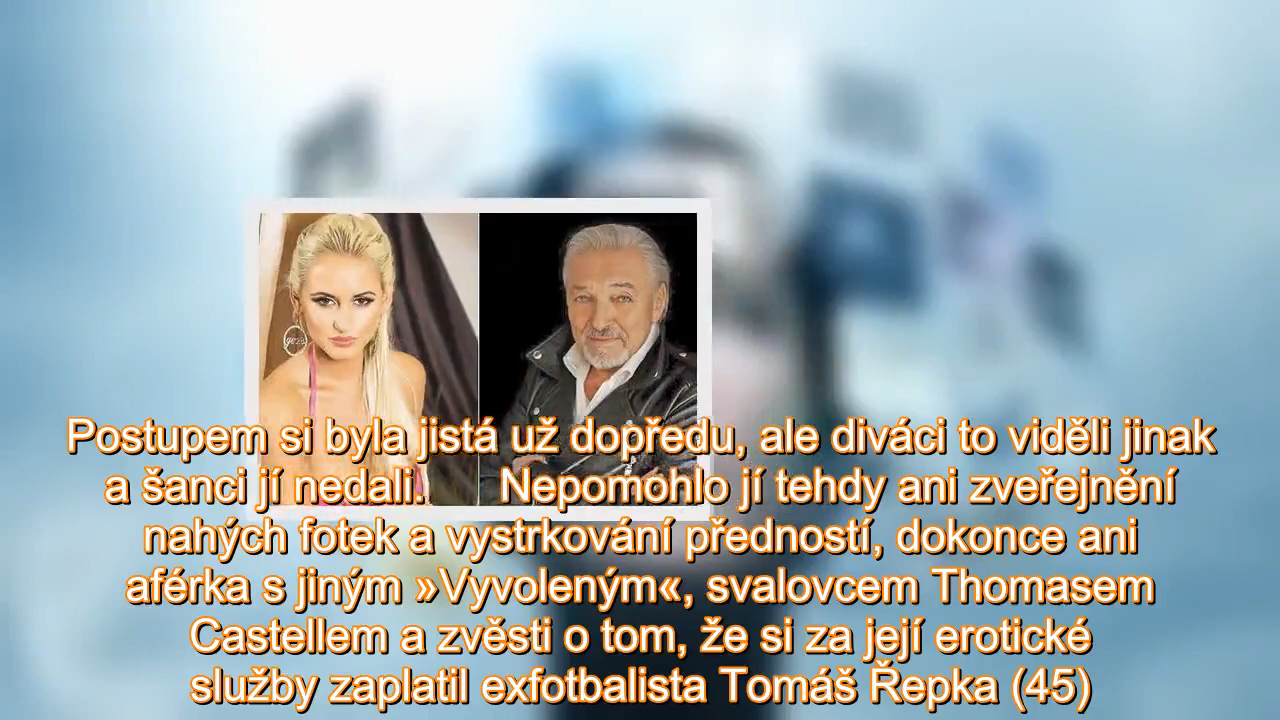 Postupem si byla jistá už dopředu, ale diváci to viděli jinak
a šanci jí nedali. Nepomohlo jí tehdy ani zveřejnění
nahých fotek a vystrkování předností, dokonce ani
aférka s jiným »Vyvoleným«, svalovcem Thomasem
Castellem a zvěsti o tom, že si za její erotické
služby zaplatil exfotbalista Tomáš Řepka (45)